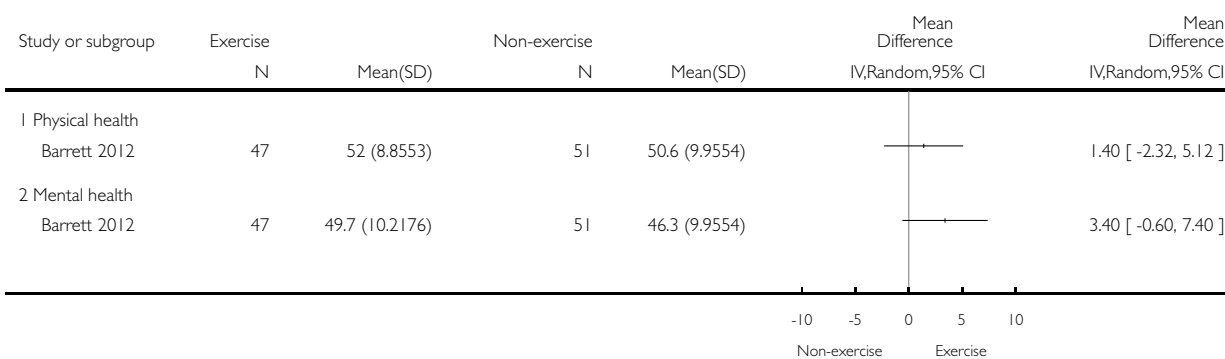 Mean Mean
Study or subgroup Exercise Non-exercise Difference Difference
N Mean(SD) N Mean(SD) IV,Random,95% CI IV,Random,95% CI
1 Physical health
Barrett 2012 47 52 (8.8553) 51 50.6 (9.9554) 1.40 [ -2.32, 5.12 ]
2 Mental health
Barrett 2012 47 49.7 (10.2176) 51 46.3 (9.9554) 3.40 [ -0.60, 7.40 ]
-10 -5 0 5 10
Non-exercise Exercise